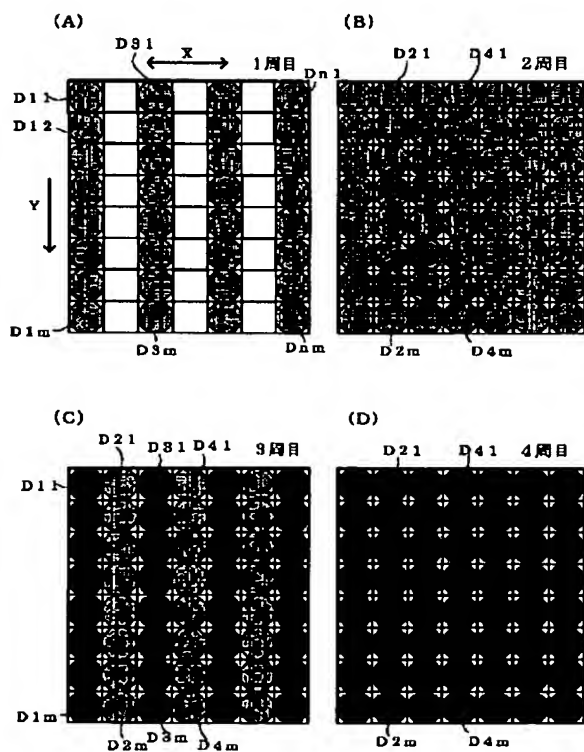 (A)
D31
X
1周目
Dn1
D11
D12
Y
D1m
D3m
Dnm
(B)
D21
D41
2周目
D2m
D4m
(C)
D21
D31
D41
3周目
D11
D1m
D2m
D3m
D4m
(D)
D21
D41
4周目
D2m
D4m